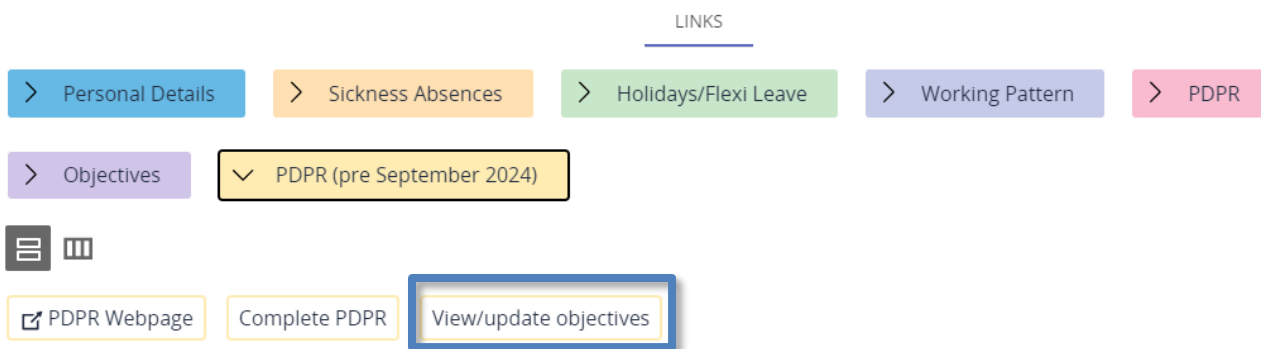 LINKS
Personal Details Sickness Absences Holidays/Flexi Leave Working Pattern PDPR
Objectives PDPR (pre September 2024)
PDPR Webpage Complete PDPR View/update objectives